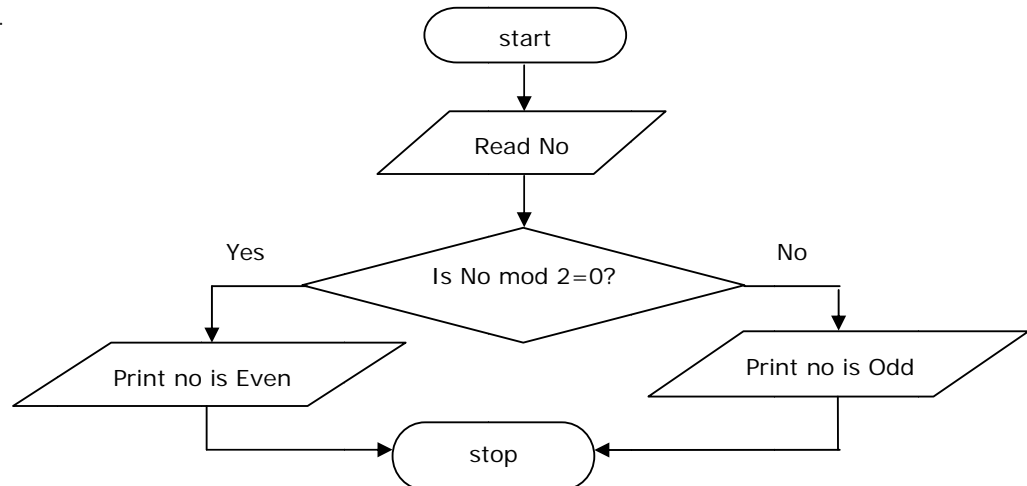 start
Read No
Yes
No
Is No mod 2=0?
Print no is Even
Print no is Odd
stop